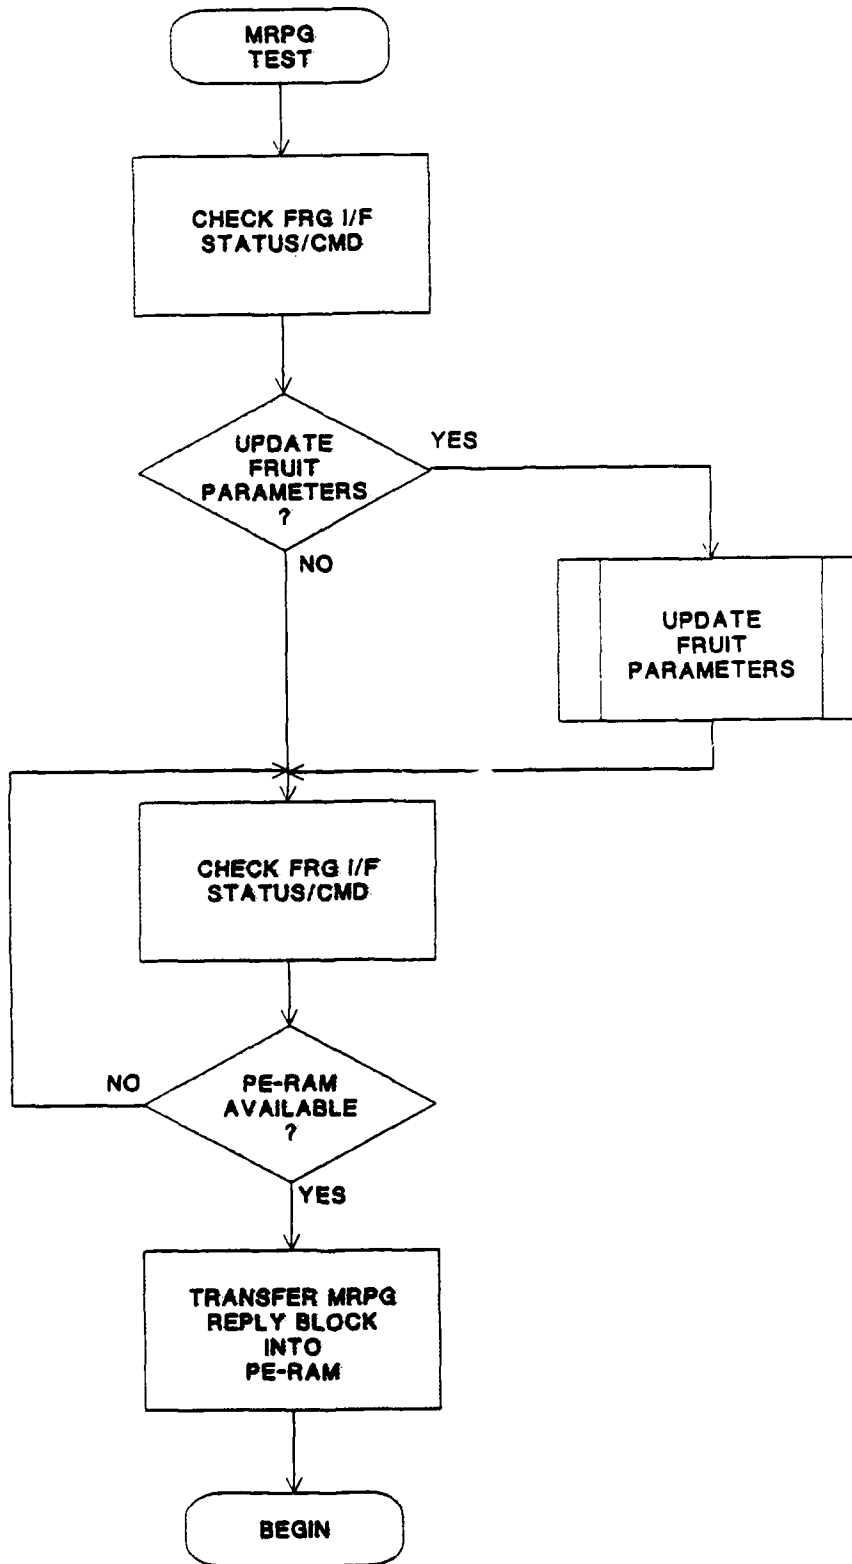 MRPG
TEST
CHECK FRG I/F
STATUS/CMD
UPDATE
FRUIT
PARAMETERS
?
YES
NO
UPDATE
FRUIT
PARAMETERS
CHECK FRG I/F
STATUS/CMD
NO
PE-RAM
AVAILABLE
?
YES
TRANSFER MRPG
REPLY BLOCK
INTO
PE-RAM
BEGIN